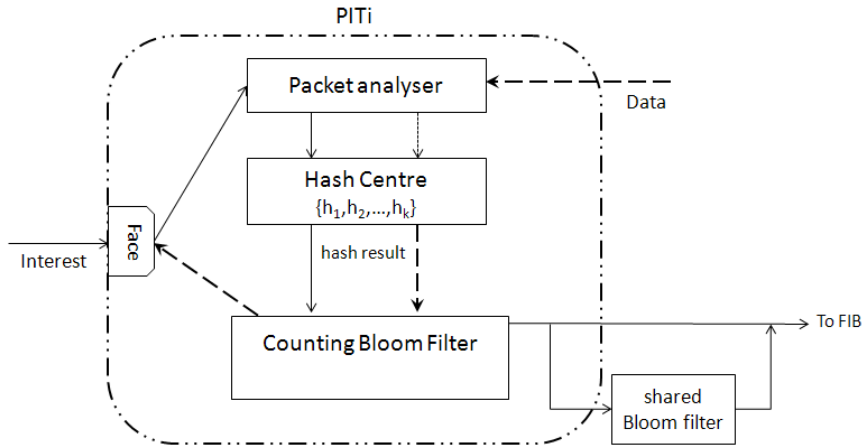 PITi
Packet analyser
Data
Hash Centre
{h₁,h₂,...,hₖ}
Face
Interest
hash result
To FIB
Counting Bloom Filter
shared
Bloom filter